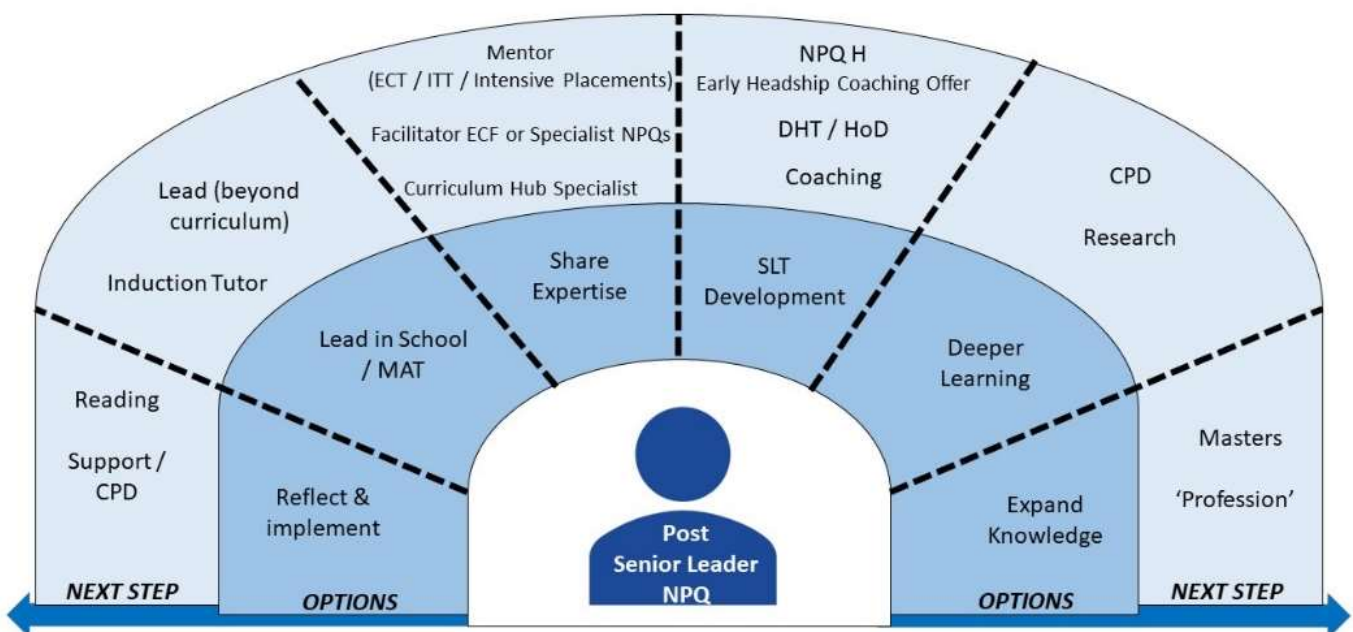 Mentor
(ECT / ITT / Intensive Placements)
Facilitator ECF or Specialist NPQs
Curriculum Hub Specialist
NPQ H
Early Headship Coaching Offer
DHT / HoD
Coaching
Lead (beyond
curriculum)
Induction Tutor
CPD
Research
Share
Expertise
SLT
Development
Lead in School
/ MAT
Deeper
Learning
Reading
Support /
CPD
Reflect &
implement
Post
Senior Leader
NPQ
Expand
Knowledge
Masters
‘Profession’
NEXT STEP
OPTIONS
OPTIONS
NEXT STEP